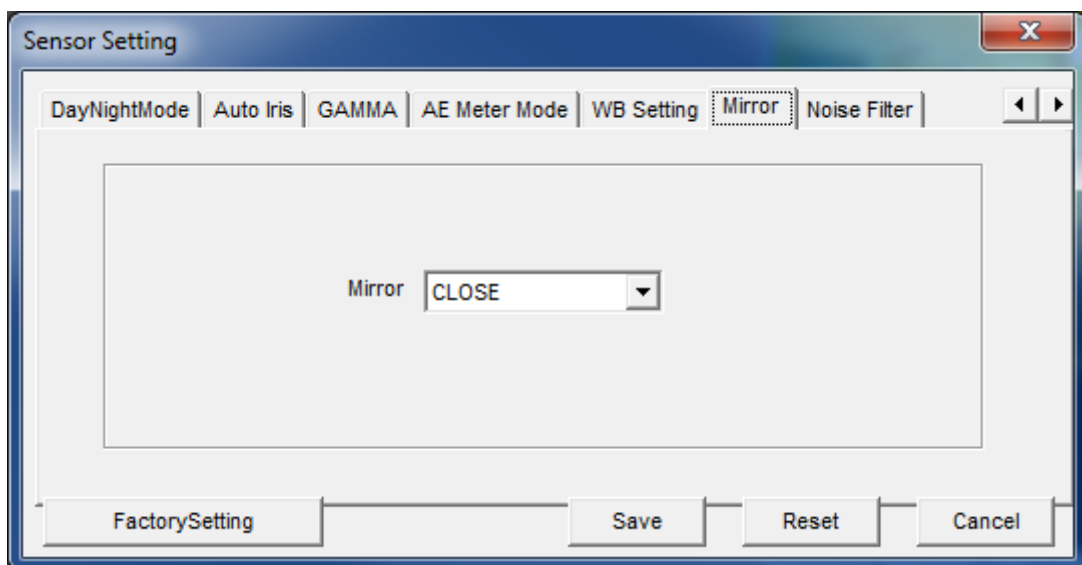 Sensor Setting
DayNightMode Auto Iris GAMMA AE Meter Mode WB Setting Mirror Noise Filter
Mirror CLOSE
FactorySetting Save Reset Cancel